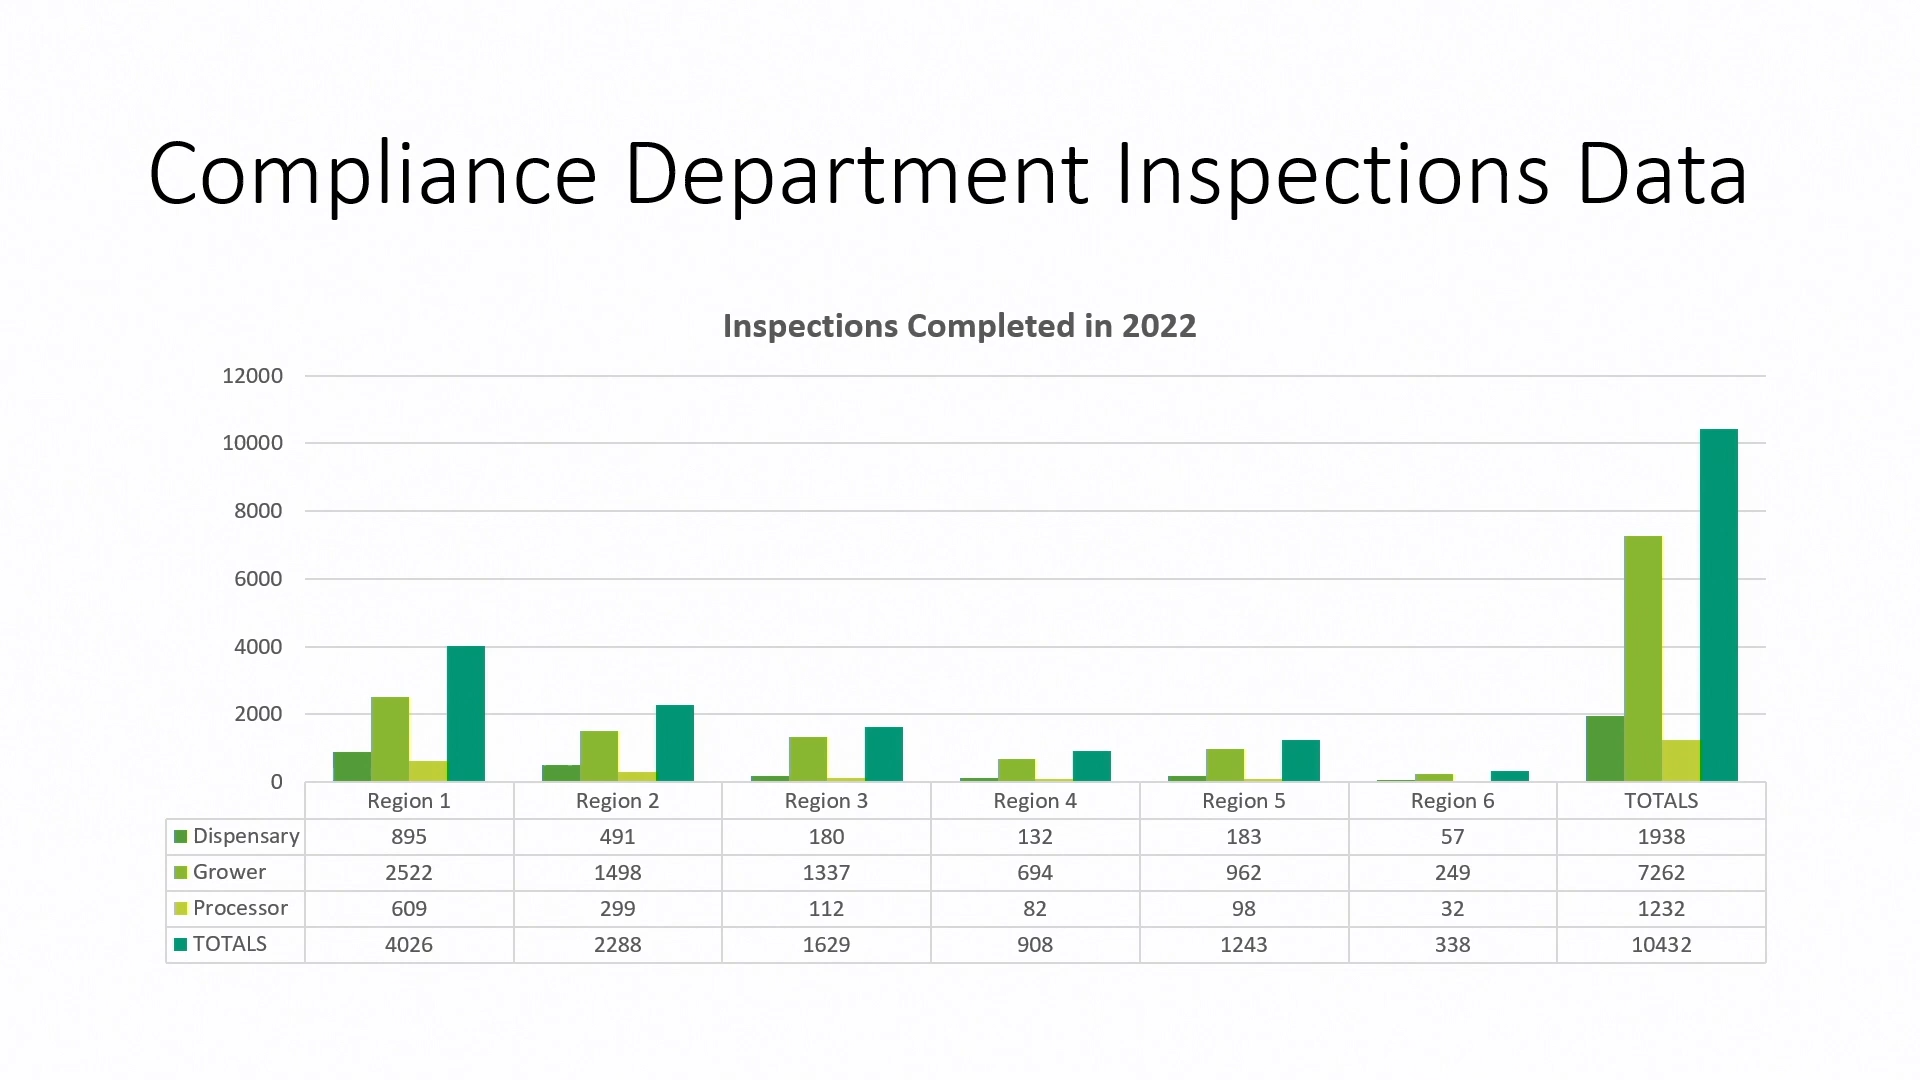 Compliance Department Inspections Data
Inspections Completed in 2022
12000
10000
8000
6000
4000
2000
0
Region 1 Region 2 Region 3 Region 4 Region 5 Region 6 TOTALS
Dispensary 895 491 180 132 183 57 1938
Grower 2522 1498 1337 694 962 249 7262
Processor 609 299 112 82 98 32 1232
TOTALS 4026 2288 1629 908 1243 338 10432